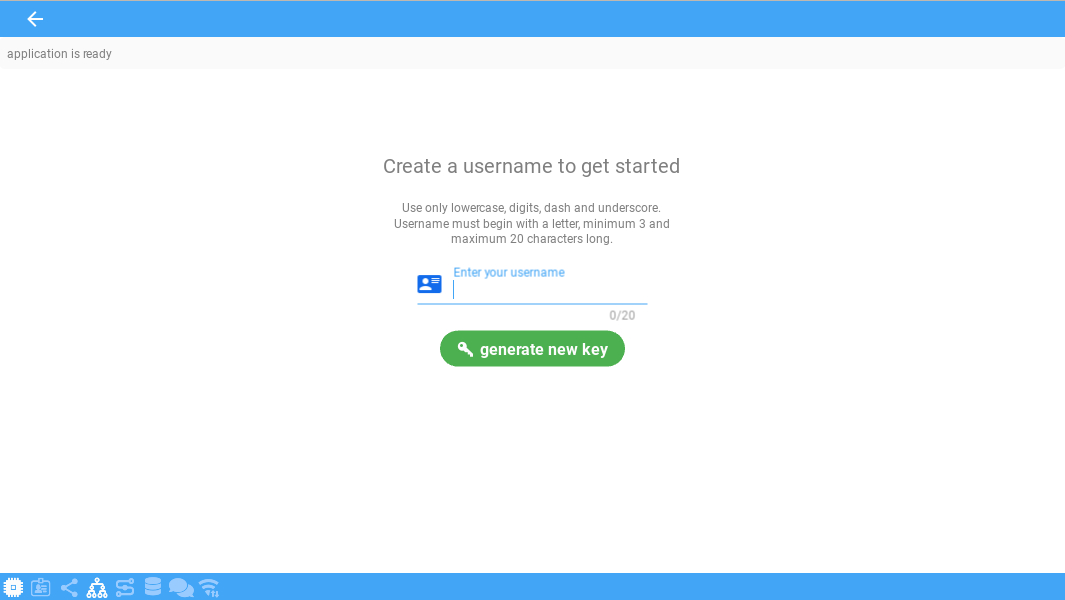 application is ready
Create a username to get started
Use only lowercase, digits, dash and underscore.
Username must begin with a letter, minimum 3 and
maximum 20 characters long.
Enter your username
0/20
generate new key